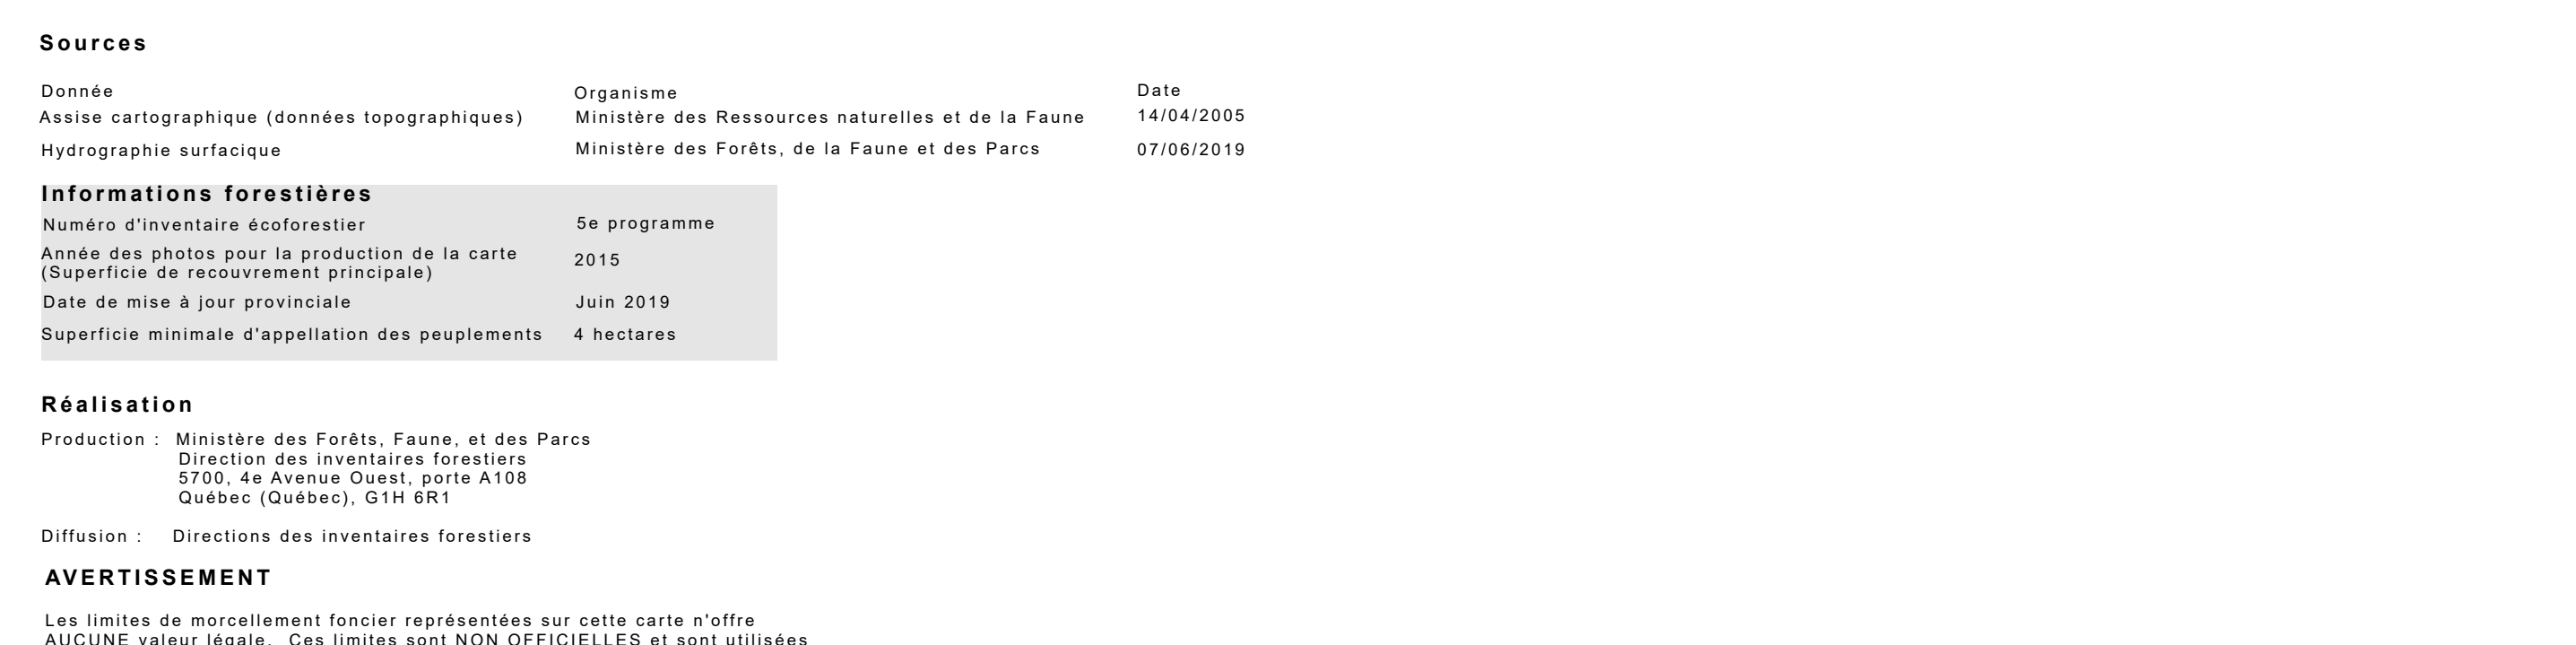 Sources
Donnée Organisme Date
Assise cartographique (données topographiques) Ministère des Ressources naturelles et de la Faune 14/04/2005
Hydrographie surfacique Ministère des Forêts, de la Faune et des Parcs 07/06/2019
Informations forestières
Numéro d'inventaire écoforestier 5e programme
Année des photos pour la production de la carte
(Superficie de recouvrement principale) 2015
Date de mise à jour provinciale Juin 2019
Superficie minimale d'appellation des peuplements 4 hectares
Réalisation
Production : Ministère des Forêts, Faune, et des Parcs
Direction des inventaires forestiers
5700, 4e Avenue Ouest, porte A108
Québec (Québec), G1H 6R1
Diffusion : Directions des inventaires forestiers
AVERTISSEMENT
Les limites de morcellement foncier représentées sur cette carte n'offre
AUCUNE valeur légale. Ces limites sont NON OFFICIELLES et sont utilisées